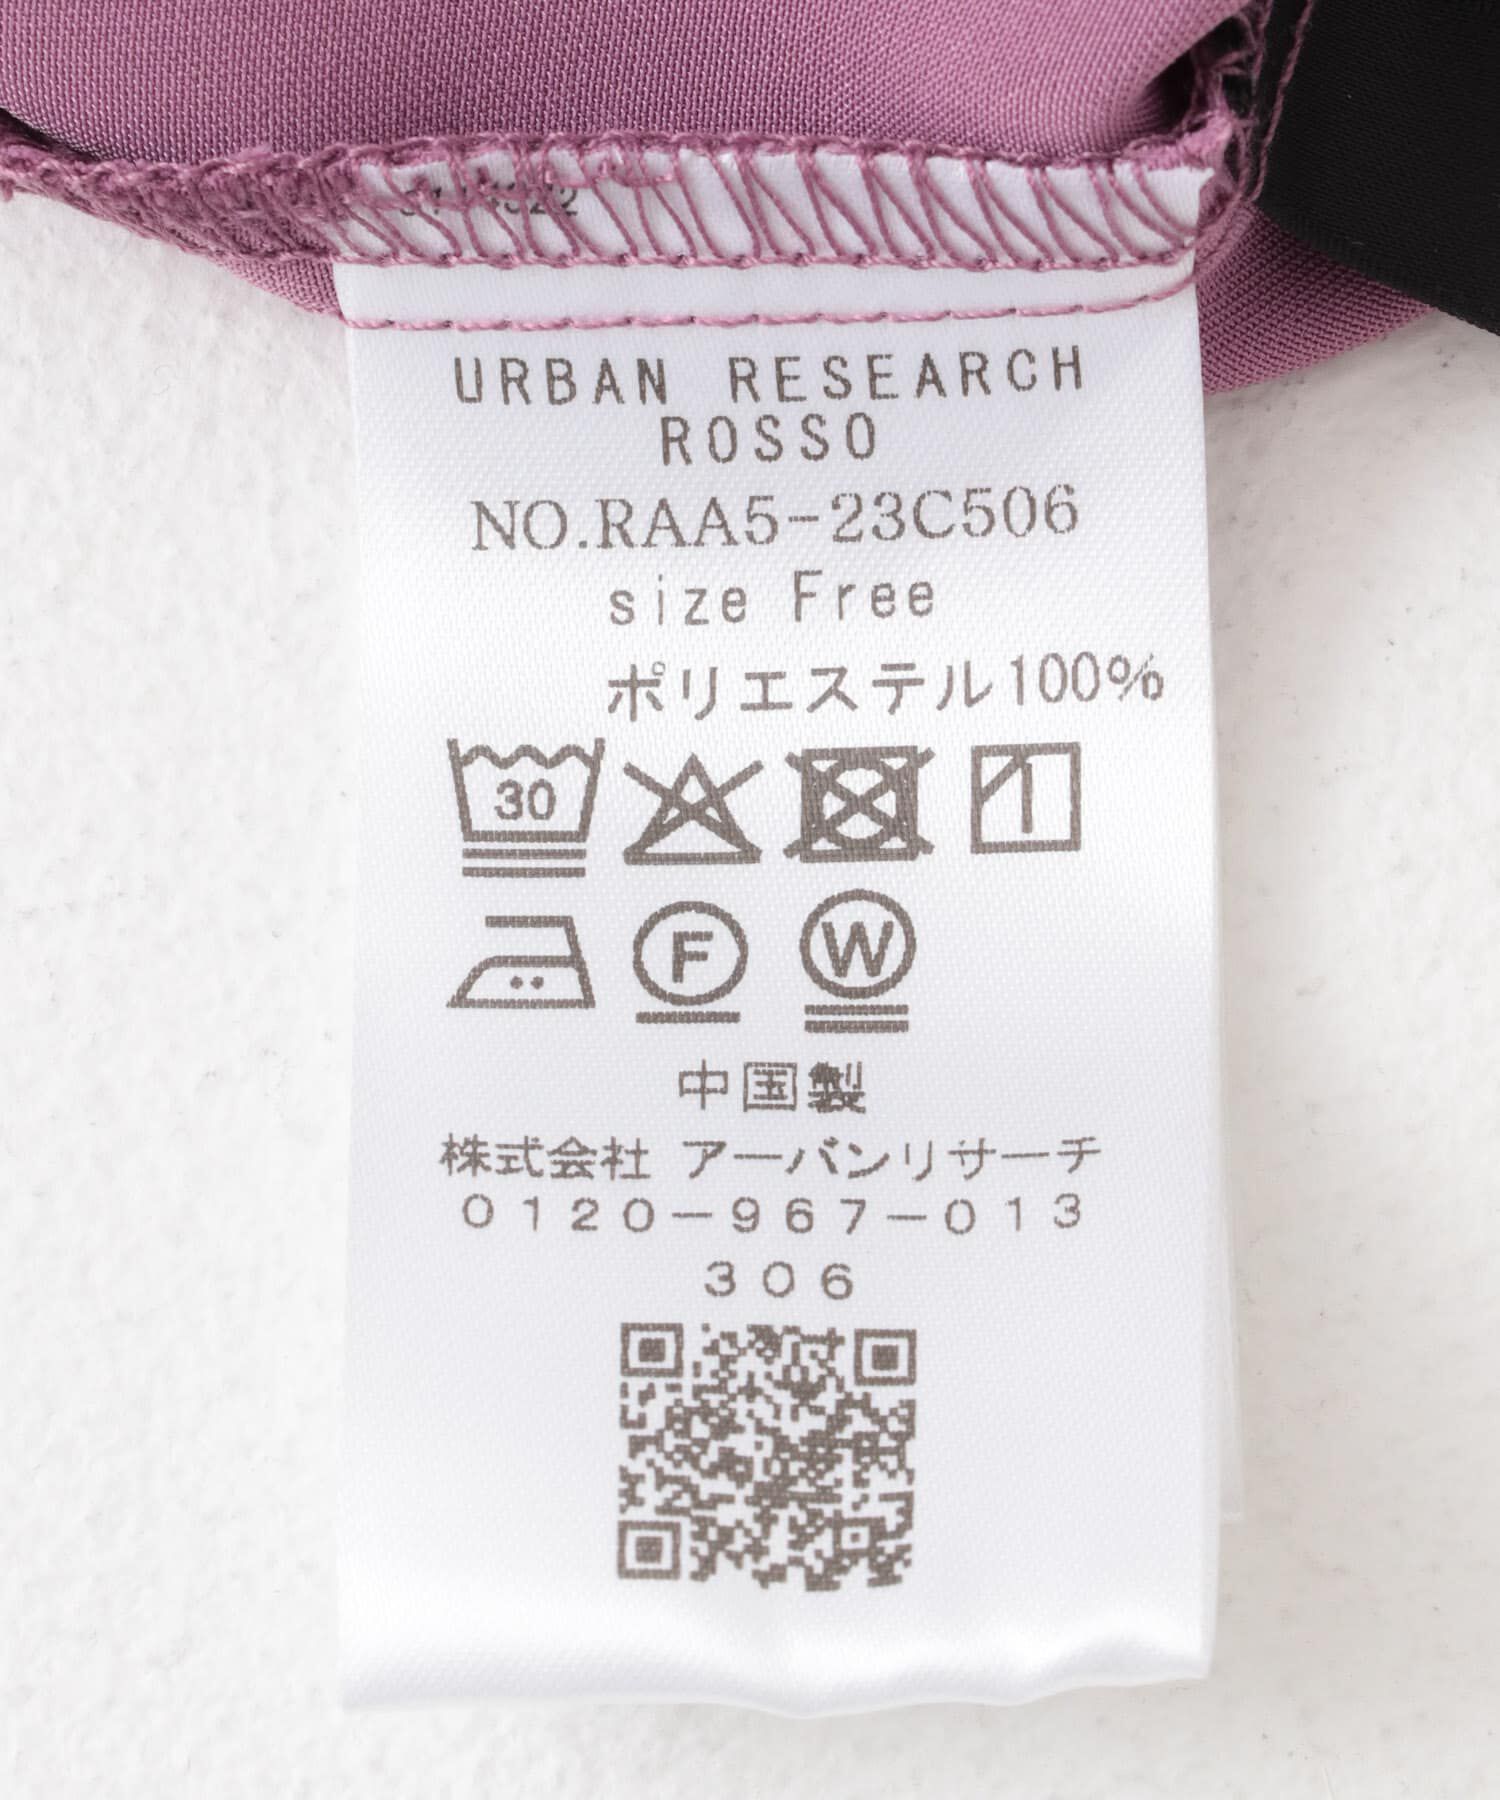 URBAN RESEARCH
ROSSO
NO.RAA5-23C506
size Free
ポリエステル100%
30
F W
中国製
株式会社 アーバンリサーチ
0120-967-013
306